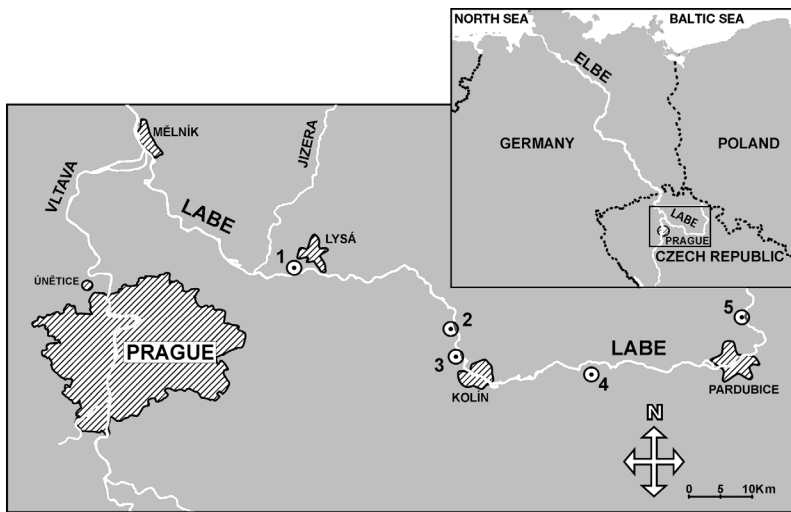 NORTH SEA
BALTIC SEA
ELBE
GERMANY
POLAND
LABE
PRAGUE
CZECH REPUBLIC
MĚLNÍK
JIZERA
VLTAVA
LABE
LYSÁ
1
ÚNĚTICE
PRAGUE
2
3
KOLÍN
4
LABE
5
PARDUBICE
N
0 5 10Km